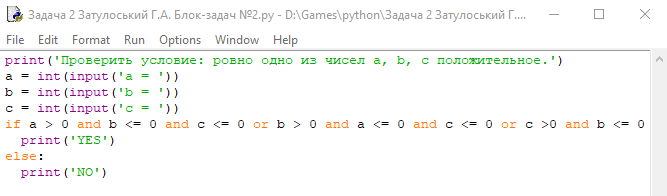 Задача 2 Затулоський Г.А. Блок-задач №2.py - D:\Games\python\Задача 2 Затулоський Г....
File Edit Format Run Options Window Help
print('Проверить условие: ровно одно из чисел a, b, c положительное.')
a = int(input('a = '))
b = int(input('b = '))
c = int(input('c = '))
if a > 0 and b <= 0 and c <= 0 or b > 0 and a <= 0 and c <= 0 or c >0 and b <= 0
  print('YES')
else:
  print('NO')